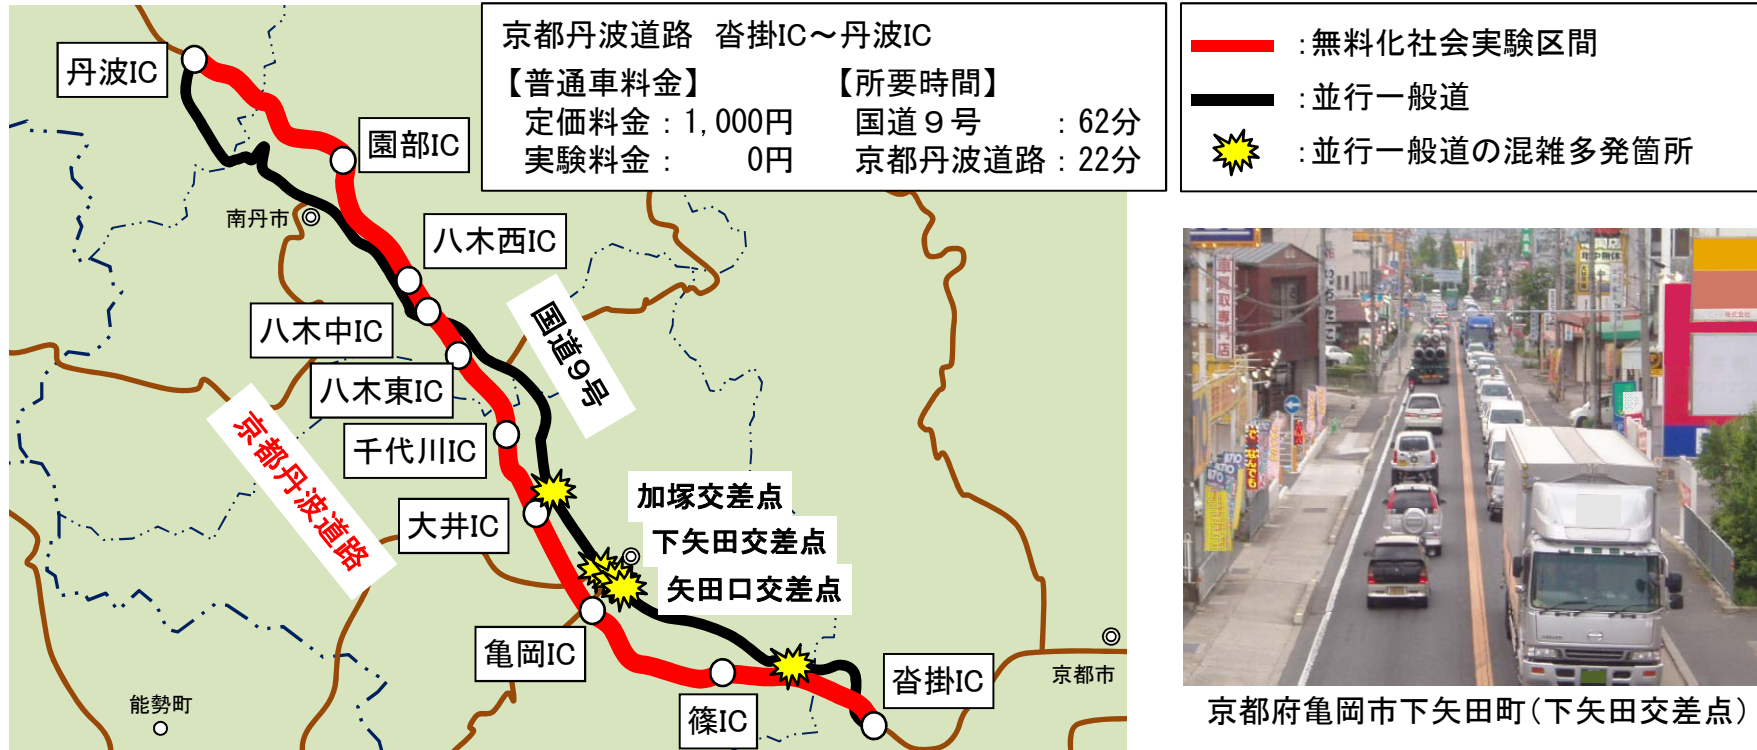 京都丹波道路 沓掛IC～丹波IC
【普通車料金】 【所要時間】
定価料金：1,000円 国道９号 ：62分
実験料金： 0円 京都丹波道路：22分
：無料化社会実験区間
：並行一般道
：並行一般道の混雑多発箇所
丹波IC
園部IC
南丹市
八木西IC
八木中IC
国道9号
八木東IC
京都丹波道路
千代川IC
大井IC
加塚交差点
下矢田交差点
矢田口交差点
亀岡IC
篠IC
沓掛IC
京都市
能勢町
車買取専門店
京都府亀岡市下矢田町(下矢田交差点)